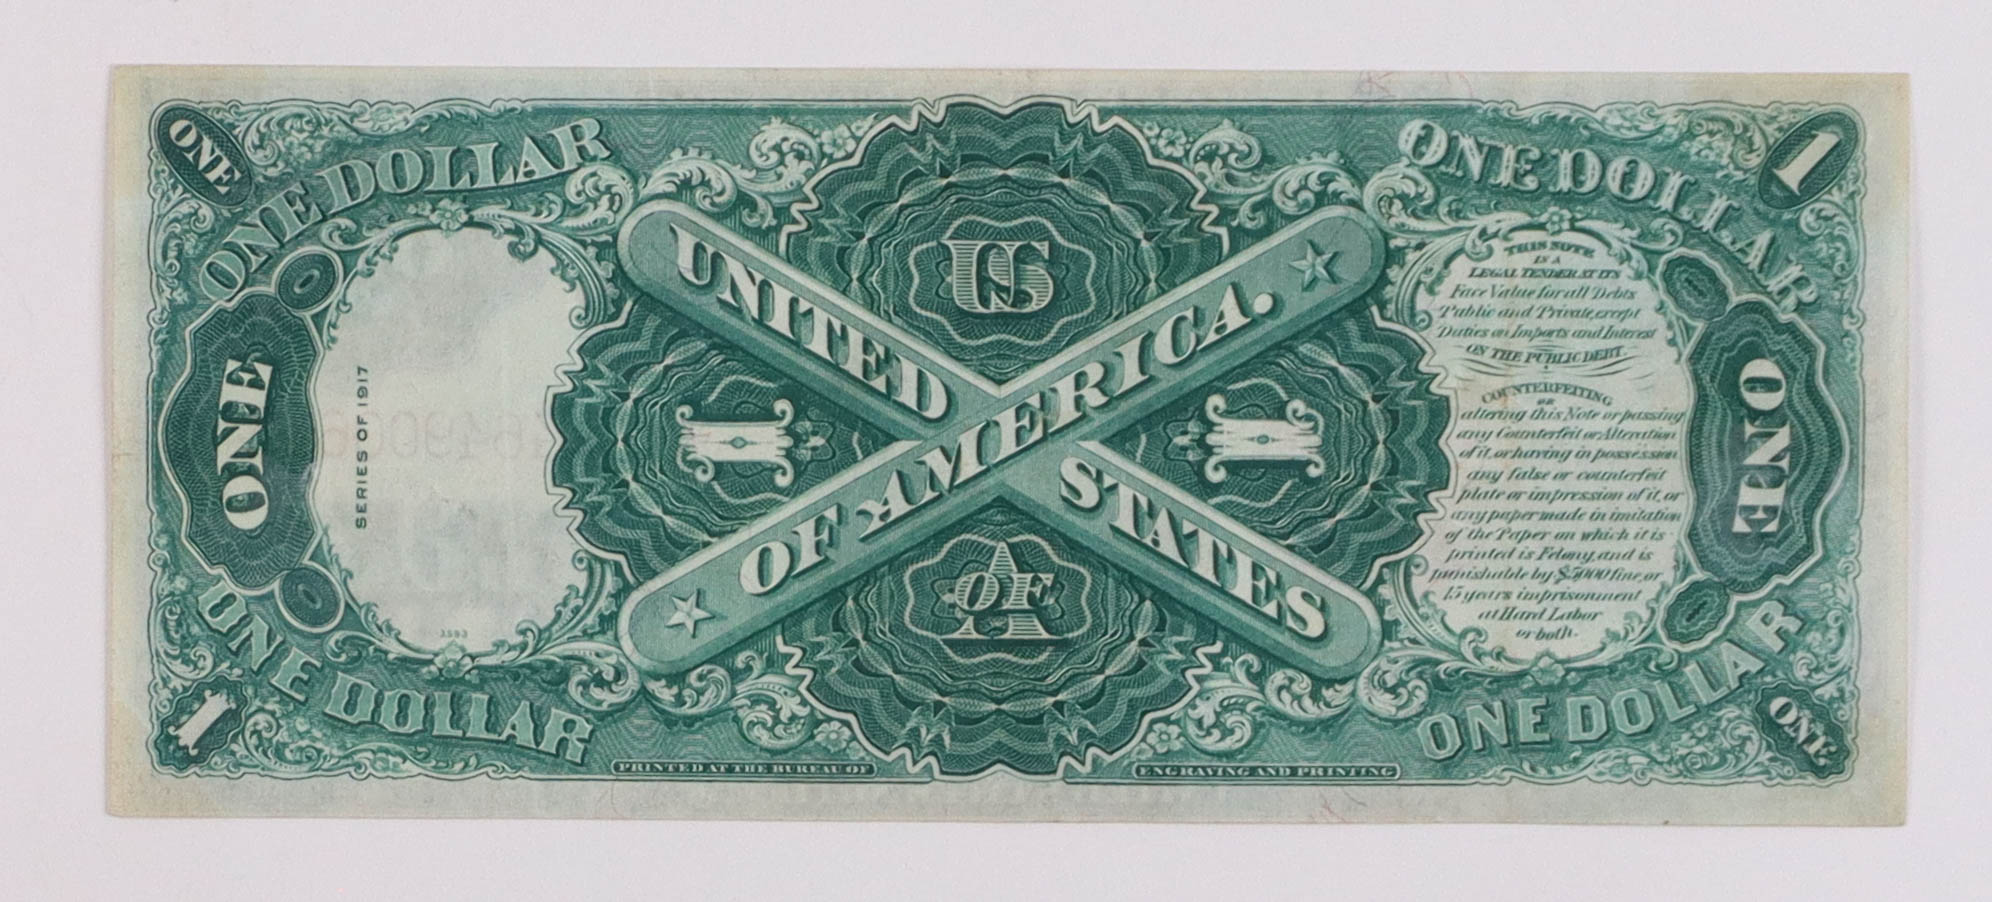 ONE
ONE DOLLAR
ONE DOLLAR
1
US
UNITED STATES
OF AMERICA.
THIS NOTE
IS A
LEGAL TENDER AT ITS
Face Value for all Debts
Public and Private, except
Duties on Imports and Interest
ON THE PUBLIC DEBT.
COUNTERFEITING
OR
altering this Note or passing
any Counterfeit or Alteration
of it, or having in possession
any false or counterfeit
plate or impression of it, or
any paper made in imitation
of the Paper on which it is
printed is Felony, and is
punishable by $5000 fine, or
15 years imprisonment
at Hard Labor
or both.
ONE
SERIES OF 1917
1
1
ONE
A
OF
1593
ONE DOLLAR
ONE DOLLAR
1
ONE
PRINTED AT THE BUREAU OF
ENGRAVING AND PRINTING